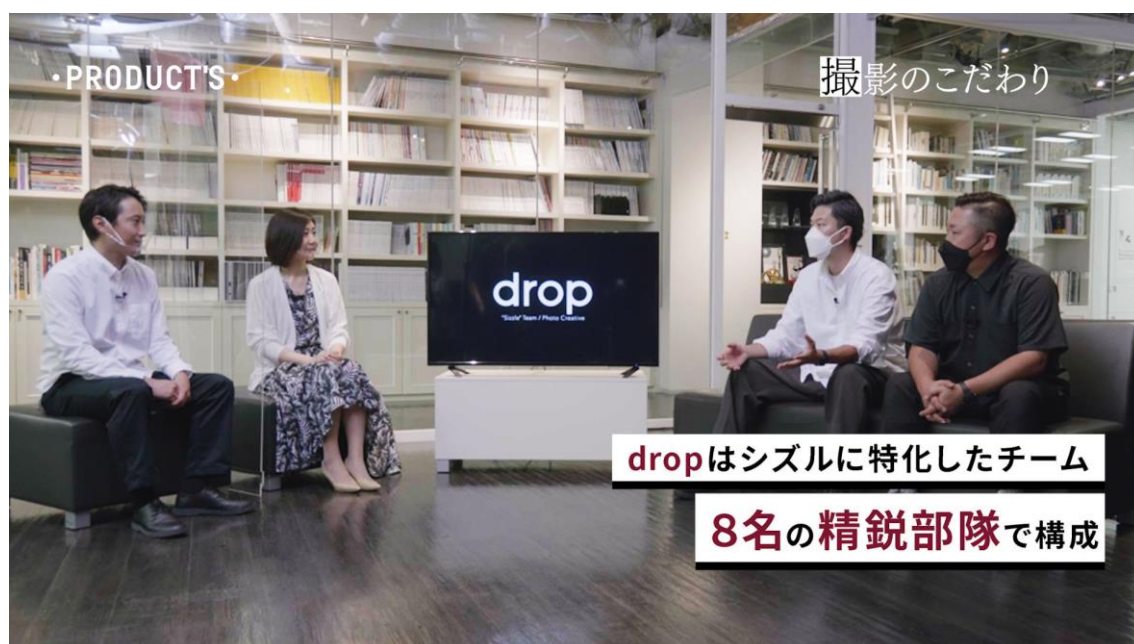 ・PRODUCT'S・
撮影のこだわり
drop
"Sizzle" Team / Photo Creative
dropはシズルに特化したチーム
8名の精鋭部隊で構成